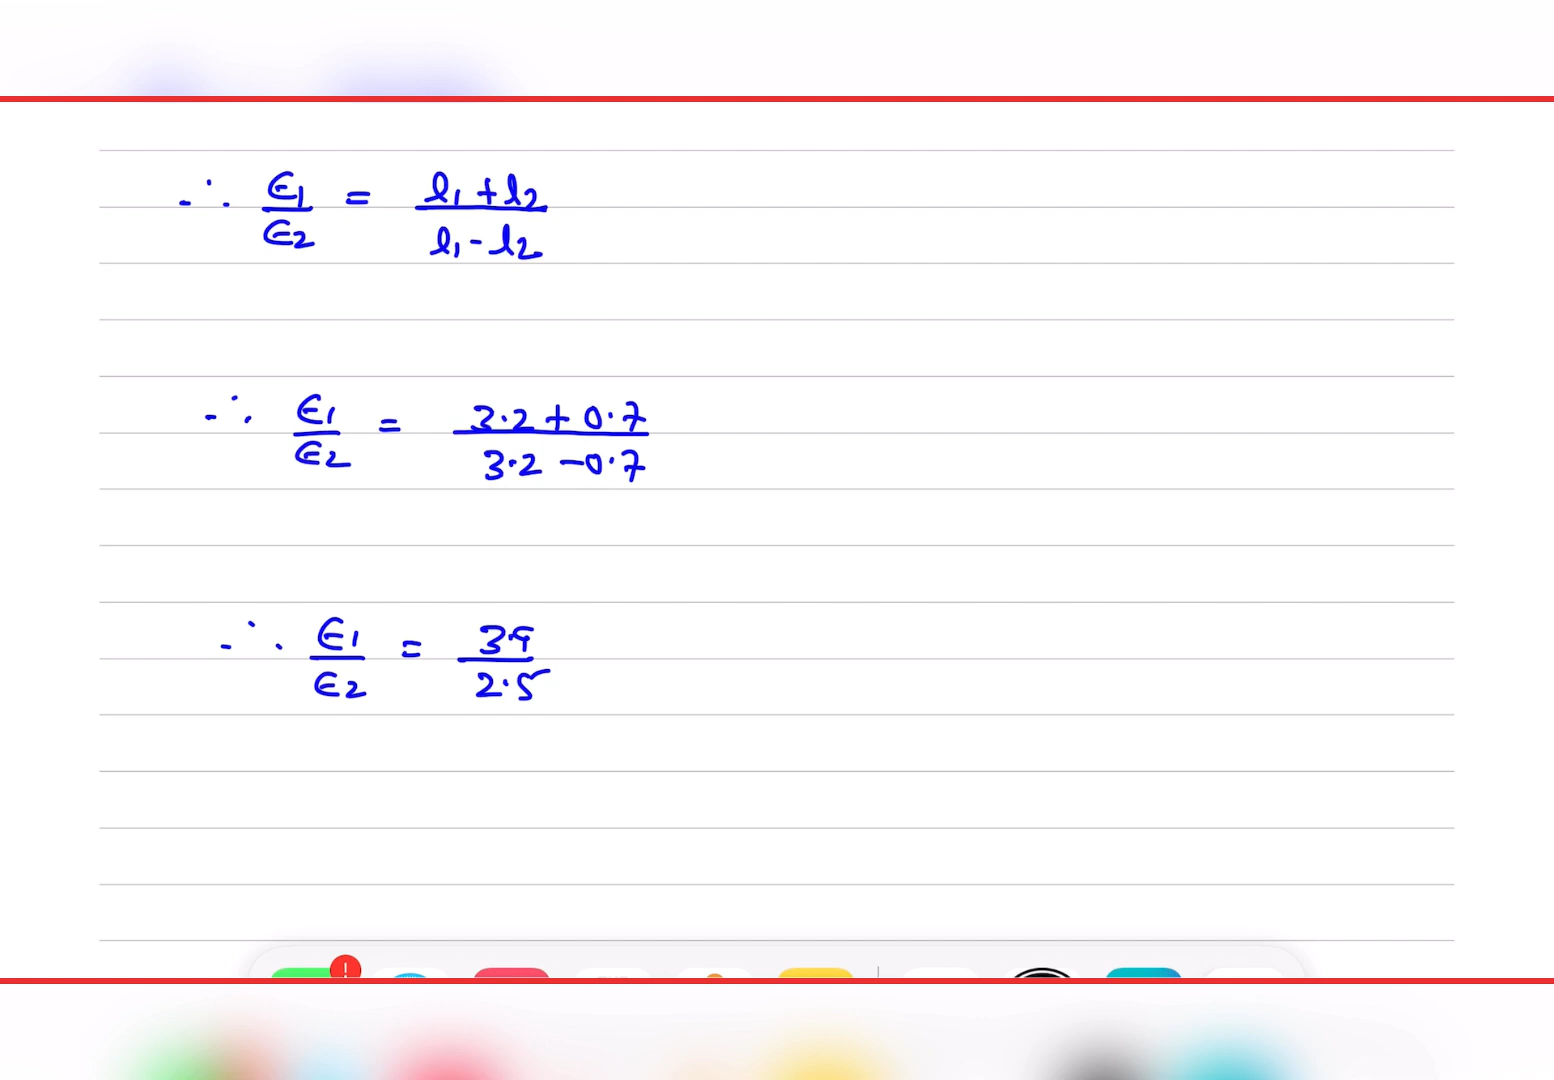 ∴ ϵ1/ϵ2 = l1 + l2 / l1 - l2
∴ ϵ1/ϵ2 = 3.2 + 0.7 / 3.2 - 0.7
∴ ϵ1/ϵ2 = 3.9 / 2.5